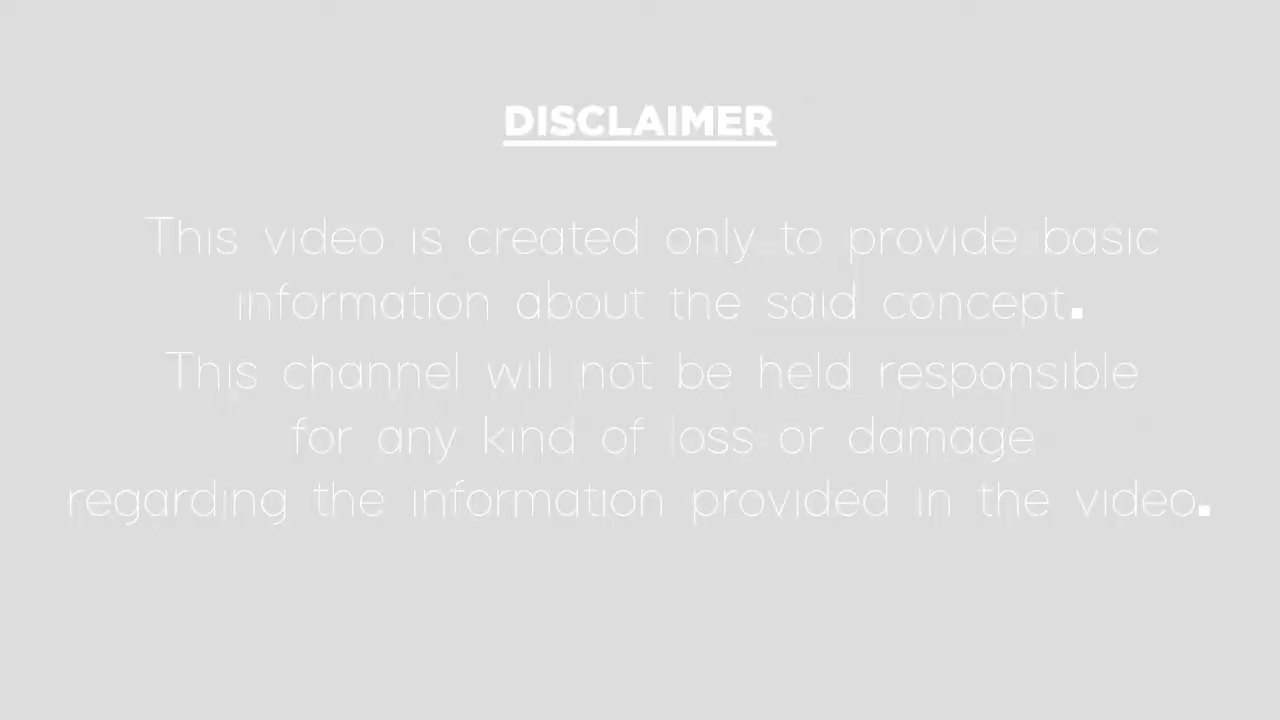 DISCLAIMER
This video is created only to provide basic
information about the said concept.
This channel will not be held responsible
for any kind of loss or damage
regarding the information provided in the video.